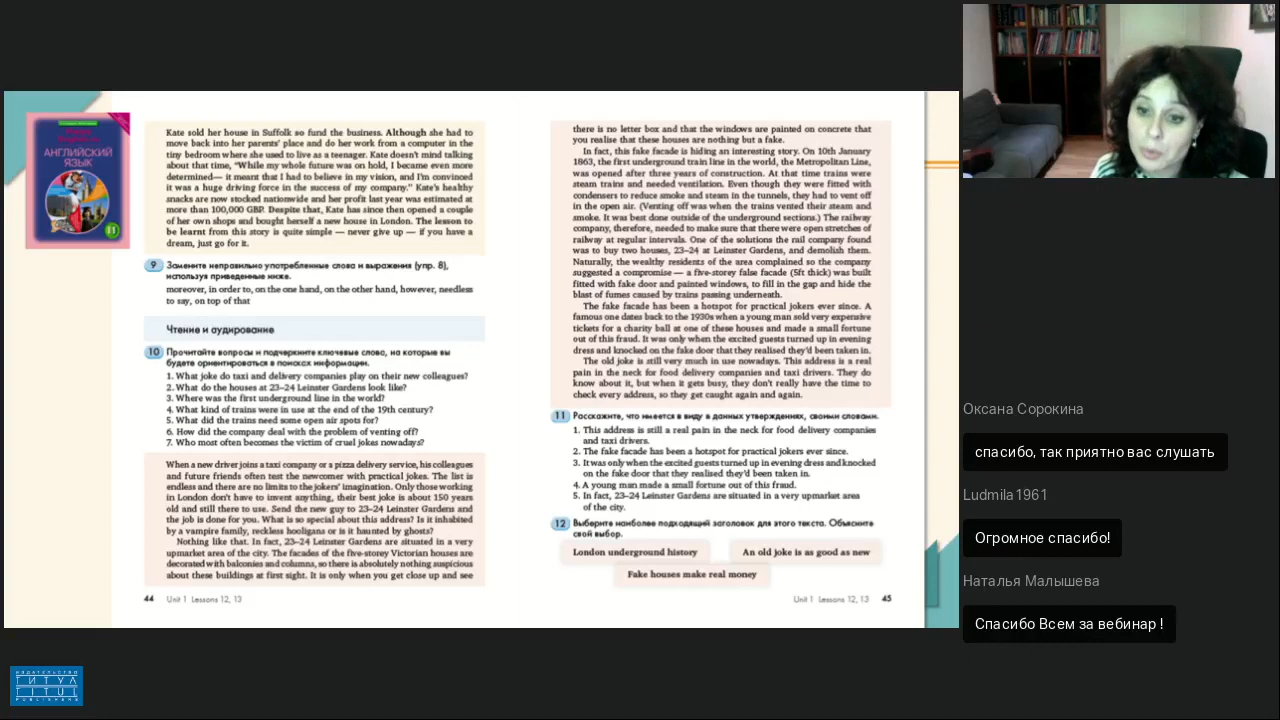 АНГЛИЙСКИЙ
ЯЗЫК
11
Kate sold her house in Suffolk so fund the business. Although she had to
move back into her parents' place and do her work from a computer in the
tiny bedroom where she used to live as a teenager. Kate doesn't mind talking
about that time, "While my whole future was on hold, I became even more
determined— it meant that I had to believe in my vision, and I'm convinced
it was a huge driving force in the success of my company." Kate's healthy
snacks are now stocked nationwide and her profit last year was estimated at
more than 100,000 GBP. Despite that, Kate has since then opened a couple
of her own shops and bought herself a new house in London. The lesson to
be learnt from this story is quite simple — never give up — if you have a
dream, just go for it.
9 Замените неправильно употребленные слова и выражения (упр. 8),
используя приведенные ниже.
moreover, in order to, on the one hand, on the other hand, however, needless
to say, on top of that
Чтение и аудирование
10 Прочитайте вопросы и подчеркните ключевые слова, на которые вы
будете ориентироваться в поисках информации.
1. What joke do taxi and delivery companies play on their new colleagues?
2. What do the houses at 23–24 Leinster Gardens look like?
3. Where was the first underground line in the world?
4. What kind of trains were in use at the end of the 19th century?
5. What did the trains need some open air spots for?
6. How did the company deal with the problem of venting off?
7. Who most often becomes the victim of cruel jokes nowadays?
When a new driver joins a taxi company or a pizza delivery service, his colleagues
and future friends often test the newcomer with practical jokes. The list is
endless and there are no limits to the jokers' imagination. Only those working
in London don't have to invent anything, their best joke is about 150 years
old and still there to use. Send the new guy to 23–24 Leinster Gardens and
the job is done for you. What is so special about this address? Is it inhabited
by a vampire family, reckless hooligans or is it haunted by ghosts?
Nothing like that. In fact, 23–24 Leinster Gardens are situated in a very
upmarket area of the city. The facades of the five-storey Victorian houses are
decorated with balconies and columns, so there is absolutely nothing suspicious
about these buildings at first sight. It is only when you get close up and see
44 Unit 1 Lessons 12, 13
there is no letter box and that the windows are painted on concrete that
you realise that these houses are nothing but a fake.
In fact, this fake facade is hiding an interesting story. On 10th January
1863, the first underground train line in the world, the Metropolitan Line,
was opened after three years of construction. At that time trains were
steam trains and needed ventilation. Even though they were fitted with
condensers to reduce smoke and steam in the tunnels, they had to vent off
in the open air. (Venting off was when the trains vented their steam and
smoke. It was best done outside of the underground sections.) The railway
company, therefore, needed to make sure that there were open stretches of
railway at regular intervals. One of the solutions the rail company found
was to buy two houses, 23–24 at Leinster Gardens, and demolish them.
Naturally, the wealthy residents of the area complained so the company
suggested a compromise — a five-storey false facade (5ft thick) was built
fitted with fake door and painted windows, to fill in the gap and hide the
blast of fumes caused by trains passing underneath.
The fake facade has been a hotspot for practical jokers ever since. A
famous one dates back to the 1930s when a young man sold very expensive
tickets for a charity ball at one of these houses and made a small fortune
out of this fraud. It was only when the excited guests turned up in evening
dress and knocked on the fake door that they realised they'd been taken in.
The old joke is still very much in use nowadays. This address is a real
pain in the neck for food delivery companies and taxi drivers. They do
know about it, but when it gets busy, they don't really have the time to
check every address, so they get caught again and again.
11 Расскажите, что имеется в виду в данных утверждениях, своими словами.
1. This address is still a real pain in the neck for food delivery companies
and taxi drivers.
2. The fake facade has been a hotspot for practical jokers ever since.
3. It was only when the excited guests turned up in evening dress and knocked
on the fake door that they realised they'd been taken in.
4. A young man made a small fortune out of this fraud.
5. In fact, 23–24 Leinster Gardens are situated in a very upmarket area
of the city.
12 Выберите наиболее подходящий заголовок для этого текста. Объясните
свой выбор.
London underground history
An old joke is as good as new
Fake houses make real money
Unit 1 Lessons 12, 13 45
Оксана Сорокина
спасибо, так приятно вас слушать
Ludmila1961
Огромное спасибо!
Наталья Малышева
Спасибо Всем за вебинар !
ИЗДАТЕЛЬСТВО
ТИТУЛ
TITUL
PUBLISHERS